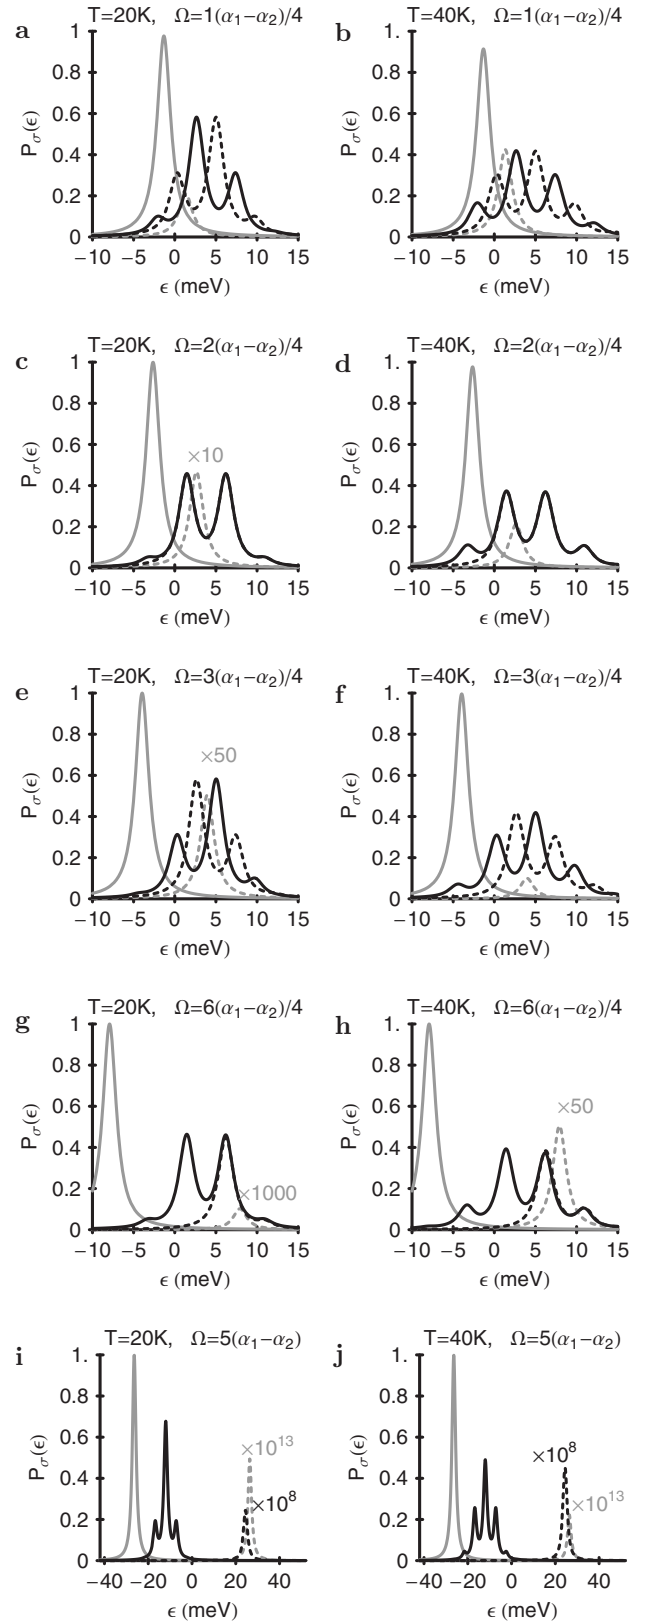 a T=20K, Ω=1(α₁−α₂)/4
b T=40K, Ω=1(α₁−α₂)/4
1 0.8 0.6 0.4 0.2 0
1. 0.8 0.6 0.4 0.2 0
P_σ(ϵ)
P_σ(ϵ)
−10 −5 0 5 10 15
−10 −5 0 5 10 15
ϵ (meV)
ϵ (meV)
c T=20K, Ω=2(α₁−α₂)/4
d T=40K, Ω=2(α₁−α₂)/4
1 0.8 0.6 0.4 0.2 0
1. 0.8 0.6 0.4 0.2 0
P_σ(ϵ)
P_σ(ϵ)
×10
−10 −5 0 5 10 15
−10 −5 0 5 10 15
ϵ (meV)
ϵ (meV)
e T=20K, Ω=3(α₁−α₂)/4
f T=40K, Ω=3(α₁−α₂)/4
1 0.8 0.6 0.4 0.2 0
1. 0.8 0.6 0.4 0.2 0
P_σ(ϵ)
P_σ(ϵ)
×50
−10 −5 0 5 10 15
−10 −5 0 5 10 15
ϵ (meV)
ϵ (meV)
g T=20K, Ω=6(α₁−α₂)/4
h T=40K, Ω=6(α₁−α₂)/4
1 0.8 0.6 0.4 0.2 0
1. 0.8 0.6 0.4 0.2 0
P_σ(ϵ)
P_σ(ϵ)
×1000
×50
−10 −5 0 5 10 15
−10 −5 0 5 10 15
ϵ (meV)
ϵ (meV)
i T=20K, Ω=5(α₁−α₂)
j T=40K, Ω=5(α₁−α₂)
1. 0.8 0.6 0.4 0.2 0
1. 0.8 0.6 0.4 0.2 0
P_σ(ϵ)
P_σ(ϵ)
×10¹³
×10⁸
×10⁸
×10¹³
−40 −20 0 20 40
−40 −20 0 20 40
ϵ (meV)
ϵ (meV)